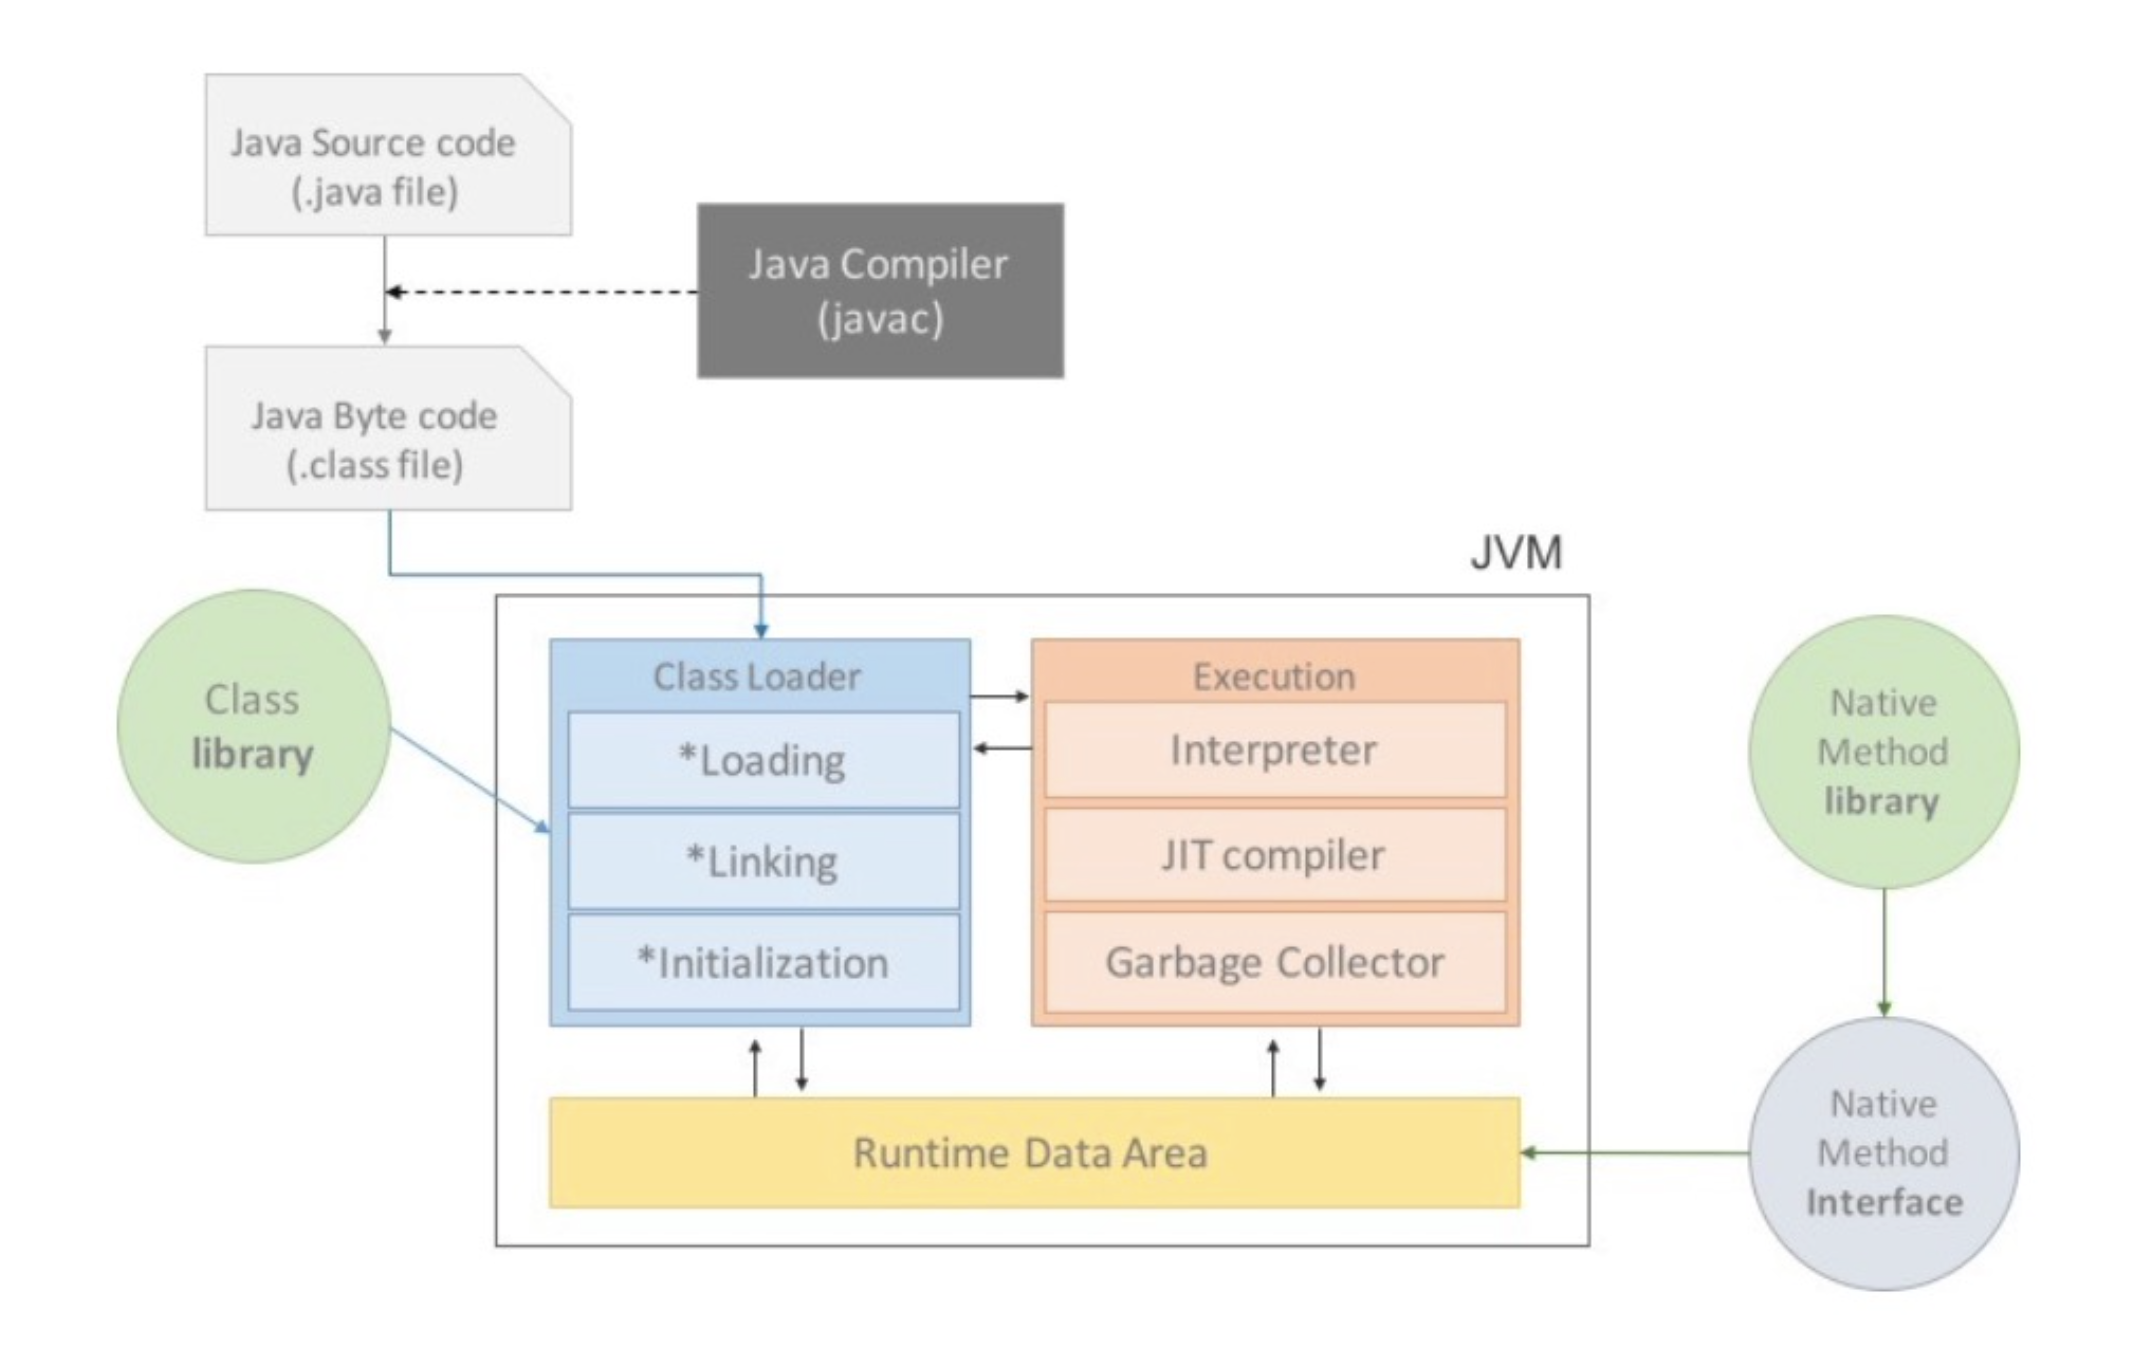 Java Source code
(.java file)
Java Compiler
(javac)
Java Byte code
(.class file)
JVM
Class
library
Class Loader
*Loading
*Linking
*Initialization
Execution
Interpreter
JIT compiler
Garbage Collector
Runtime Data Area
Native
Method
library
Native
Method
Interface